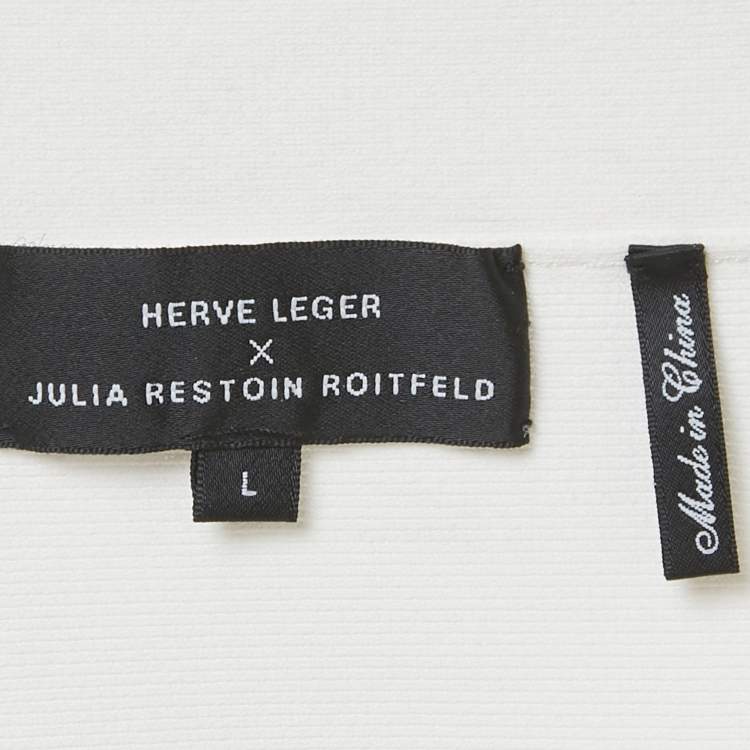 HERVE LEGER
X
JULIA RESTOIN ROITFELD
L
Made in China